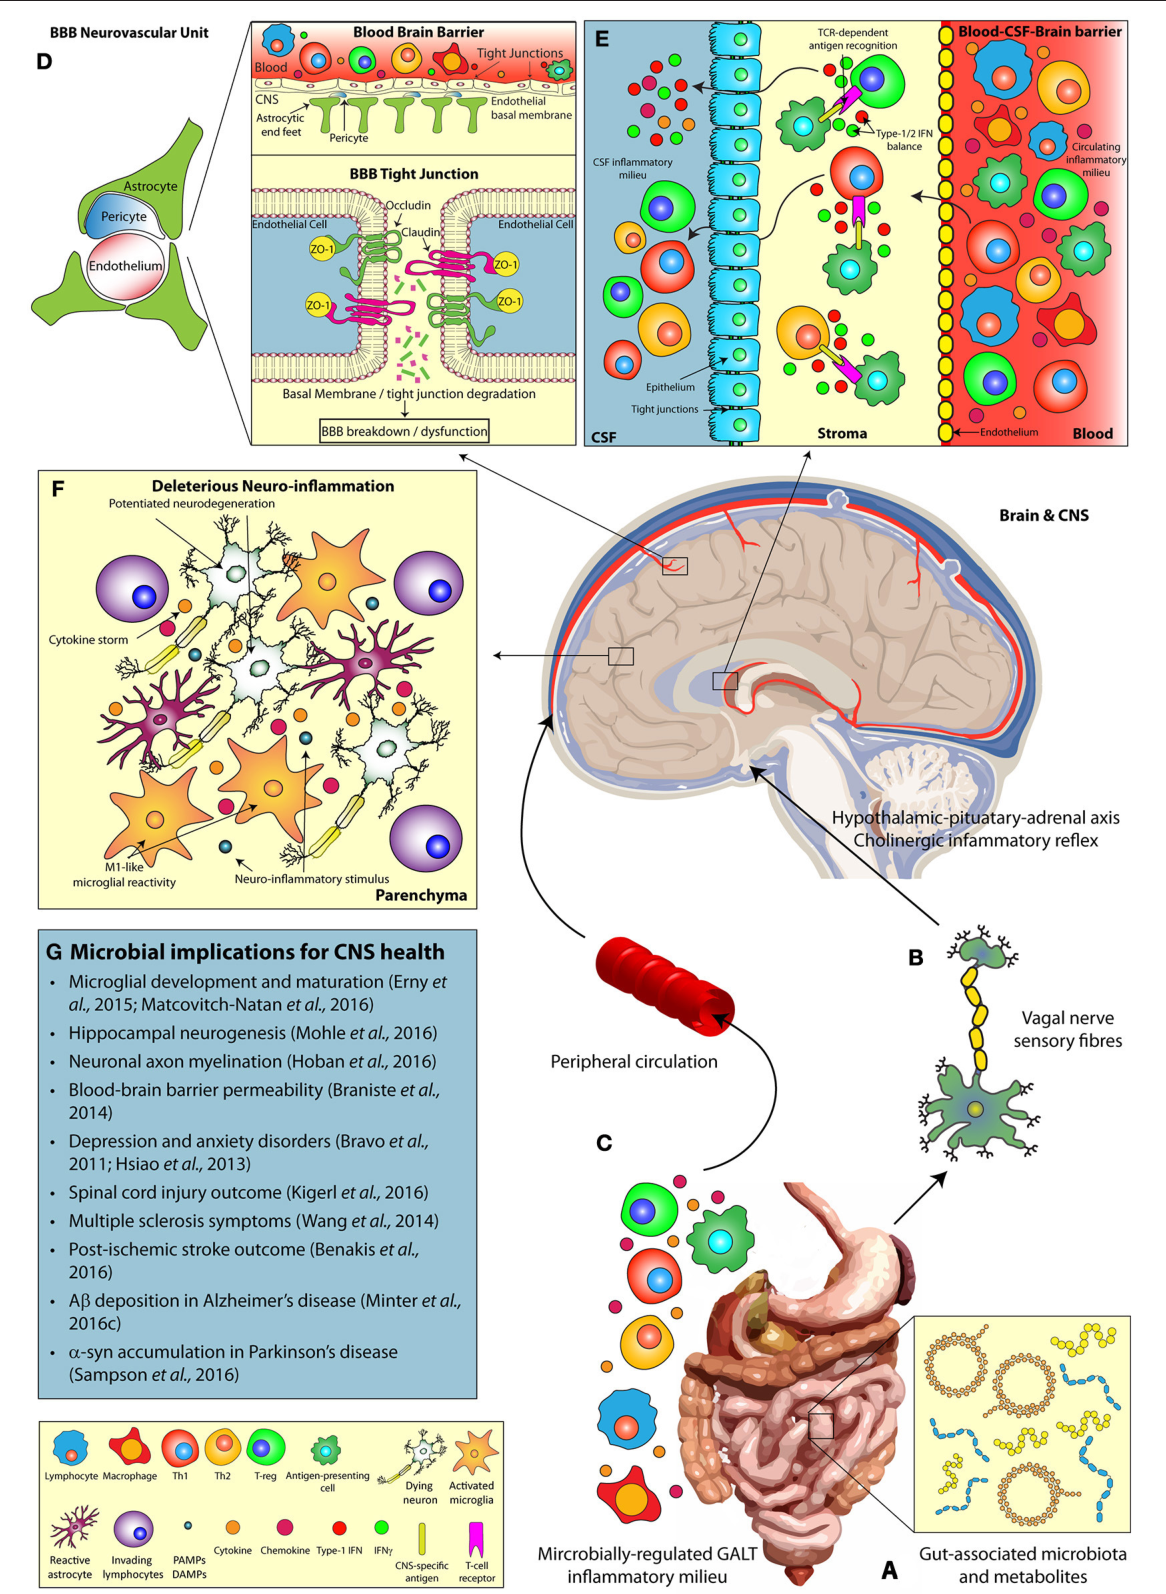 BBB Neurovascular Unit
D
Astrocyte
Pericyte
Endothelium
Blood Brain Barrier
Tight Junctions
Blood
CNS
Astrocytic
end feet
Pericyte
Endothelial
basal membrane
BBB Tight Junction
Occludin
Endothelial Cell
Endothelial Cell
Claudin
ZO-1
ZO-1
ZO-1
ZO-1
Basal Membrane / tight junction degradation
BBB breakdown / dysfunction
E
TCR-dependent
antigen recognition
Blood-CSF-Brain barrier
Type-1/2 IFN
balance
Circulating
inflammatory
milieu
CSF inflammatory
milieu
Epithelium
Tight junctions
CSF
Stroma
Endothelium
Blood
F
Deleterious Neuro-inflammation
Potentiated neurodegeneration
Cytokine storm
M1-like
microglial reactivity
Neuro-inflammatory stimulus
Parenchyma
Brain & CNS
Hypothalamic-pituatary-adrenal axis
Cholinergic infammatory reflex
G Microbial implications for CNS health
• Microglial development and maturation (Erny et
al., 2015; Matcovitch-Natan et al., 2016)
• Hippocampal neurogenesis (Mohle et al., 2016)
• Neuronal axon myelination (Hoban et al., 2016)
• Blood-brain barrier permeability (Braniste et al.,
2014)
• Depression and anxiety disorders (Bravo et al.,
2011; Hsiao et al., 2013)
• Spinal cord injury outcome (Kigerl et al., 2016)
• Multiple sclerosis symptoms (Wang et al., 2014)
• Post-ischemic stroke outcome (Benakis et al.,
2016)
• Aβ deposition in Alzheimer's disease (Minter et al.,
2016c)
• α-syn accumulation in Parkinson's disease
(Sampson et al., 2016)
B
Vagal nerve
sensory fibres
Peripheral circulation
C
Mircrobially-regulated GALT
inflammatory milieu
A
Gut-associated microbiota
and metabolites
Lymphocyte
Macrophage
Th1
Th2
T-reg
Antigen-presenting
cell
Dying
neuron
Activated
microglia
Reactive
astrocyte
Invading
lymphocytes
PAMPs
DAMPs
Cytokine
Chemokine
Type-1 IFN
IFNγ
CNS-specific
antigen
T-cell
receptor